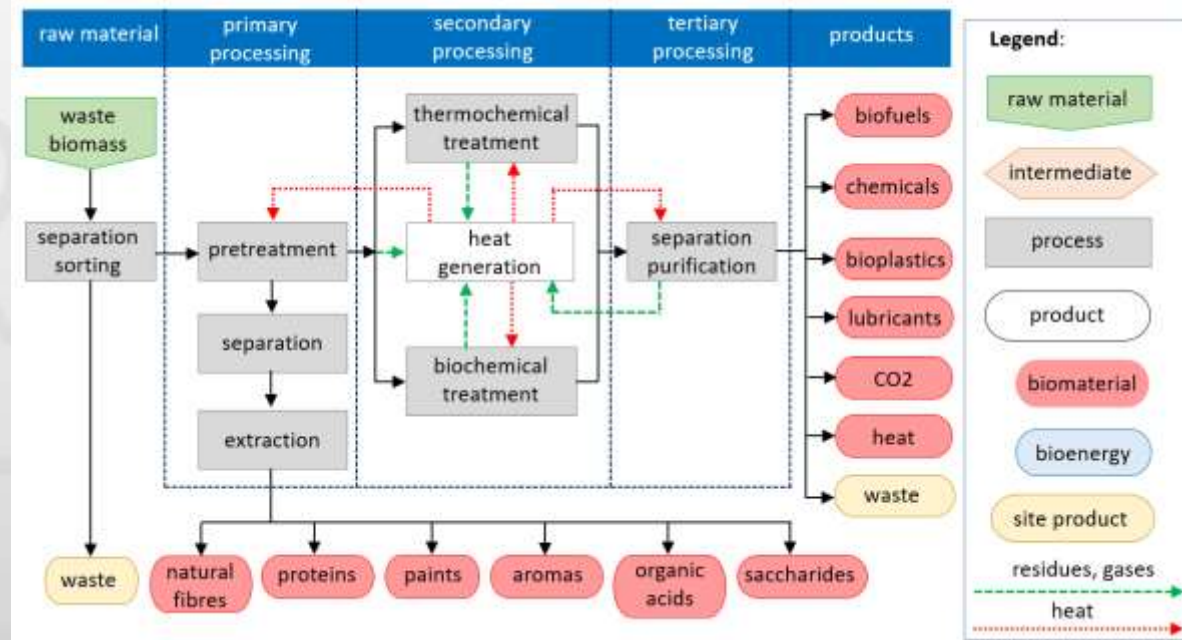 raw material
primary
processing
secondary
processing
tertiary
processing
products
waste
biomass
separation
sorting
pretreatment
separation
extraction
thermochemical
treatment
heat
generation
biochemical
treatment
separation
purification
biofuels
chemicals
bioplastics
lubricants
CO2
heat
waste
waste
natural
fibres
proteins
paints
aromas
organic
acids
saccharides
Legend:
raw material
intermediate
process
product
biomaterial
bioenergy
site product
residues, gases
heat